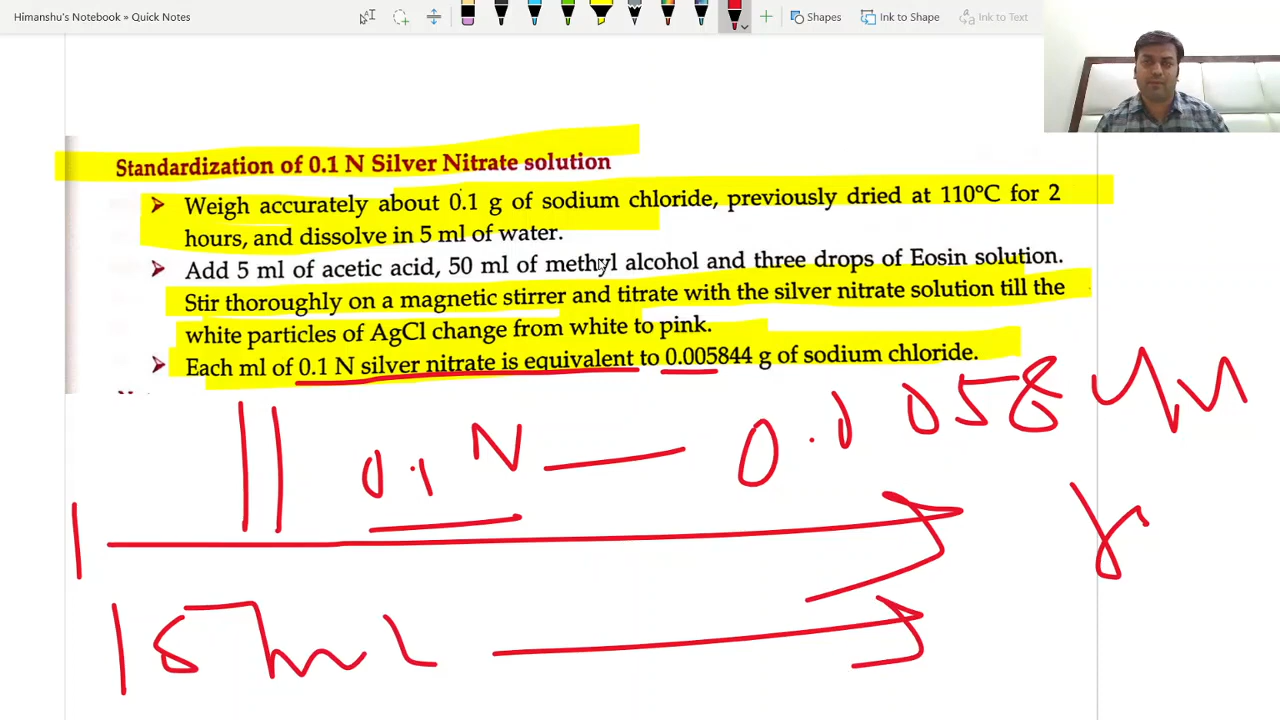 Himanshu's Notebook » Quick Notes
Shapes
Ink to Shape
Ink to Text
Standardization of 0.1 N Silver Nitrate solution
➤ Weigh accurately about 0.1 g of sodium chloride, previously dried at 110°C for 2
hours, and dissolve in 5 ml of water.
➤ Add 5 ml of acetic acid, 50 ml of methyl alcohol and three drops of Eosin solution.
Stir thoroughly on a magnetic stirrer and titrate with the silver nitrate solution till the
white particles of AgCl change from white to pink.
➤ Each ml of 0.1 N silver nitrate is equivalent to 0.005844 g of sodium chloride.
0.1 N — 0.0058
1
15 ml